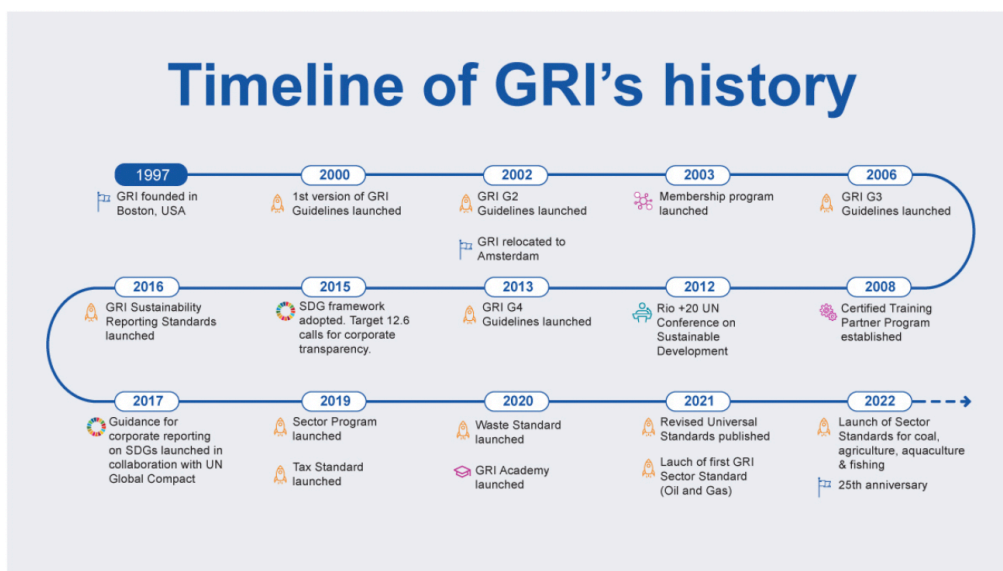 Timeline of GRI's history
1997
GRI founded in
Boston, USA
2000
1st version of GRI
Guidelines launched
2002
GRI G2
Guidelines launched
GRI relocated to
Amsterdam
2003
Membership program
launched
2006
GRI G3
Guidelines launched
2008
Certified Training
Partner Program
established
2012
Rio +20 UN
Conference on
Sustainable
Development
2013
GRI G4
Guidelines launched
2015
SDG framework
adopted. Target 12.6
calls for corporate
transparency.
2016
GRI Sustainability
Reporting Standards
launched
2017
Guidance for
corporate reporting
on SDGs launched in
collaboration with UN
Global Compact
2019
Sector Program
launched
Tax Standard
launched
2020
Waste Standard
launched
GRI Academy
launched
2021
Revised Universal
Standards published
Lauch of first GRI
Sector Standard
(Oil and Gas)
2022
Launch of Sector
Standards for coal,
agriculture, aquaculture
& fishing
25th anniversary